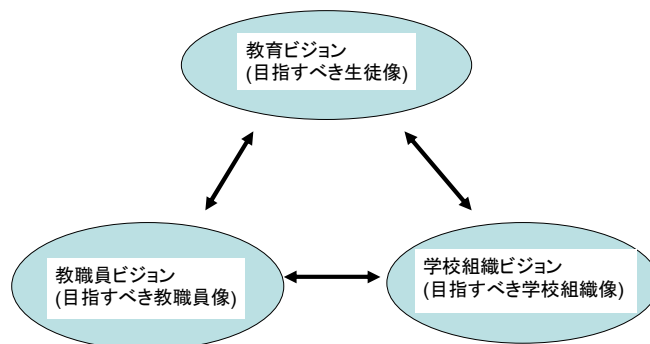 教育ビジョン
(目指すべき生徒像)
教職員ビジョン
(目指すべき教職員像)
学校組織ビジョン
(目指すべき学校組織像)